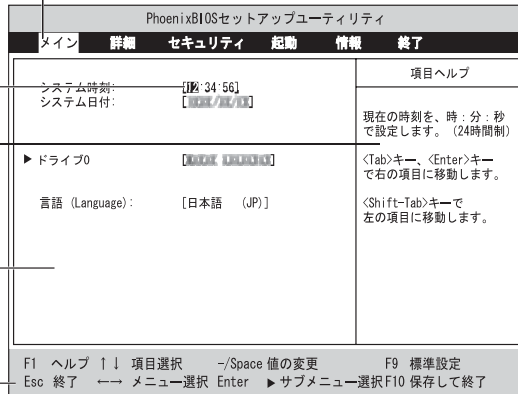 PhoenixBIOSセットアップユーティリティ
メイン 詳細 セキュリティ 起動 情報 終了
システム時刻: [12:34:56]
システム日付:
▶ ドライブ0
言語 (Language): [日本語 (JP)]
項目ヘルプ
現在の時刻を、時:分:秒
で設定します。(24時間制)
<Tab>キー、<Enter>キー
で右の項目に移動します。
<Shift-Tab>キーで
左の項目に移動します。
F1 ヘルプ ↑↓ 項目選択 -/Space 値の変更 F9 標準設定
Esc 終了 ←→ メニュー選択 Enter ▶サブメニュー選択 F10 保存して終了